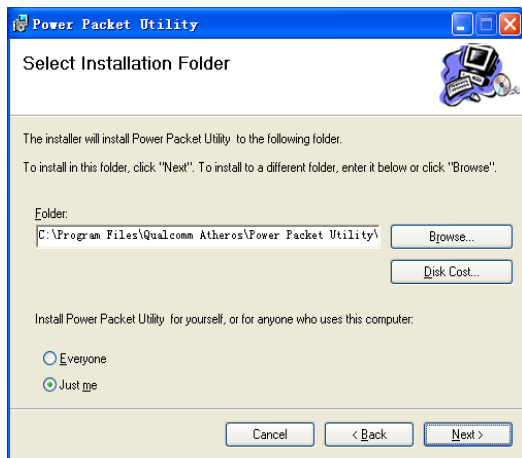 Power Packet Utility
Select Installation Folder
The installer will install Power Packet Utility to the following folder.
To install in this folder, click "Next". To install to a different folder, enter it below or click "Browse".
Folder:
C:\Program Files\Qualcomm Atheros\Power Packet Utility\
Browse...
Disk Cost...
Install Power Packet Utility for yourself, or for anyone who uses this computer:
Everyone
Just me
Cancel
< Back
Next >